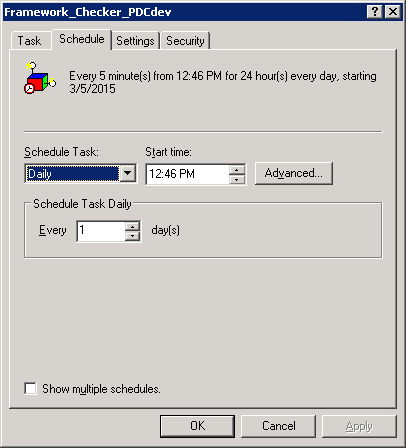 Framework_Checker_PDCdev
Task Schedule Settings Security
Every 5 minute(s) from 12:46 PM for 24 hour(s) every day, starting
3/5/2015
Schedule Task: Start time:
Daily 12:46 PM Advanced...
Schedule Task Daily
Every 1 day(s)
Show multiple schedules.
OK Cancel Apply